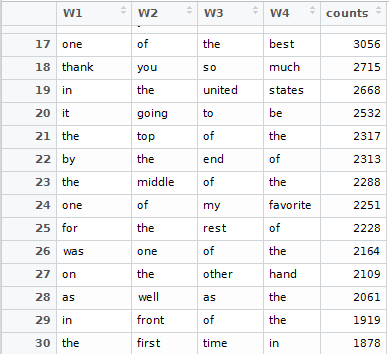 W1 W2 W3 W4 counts
17 one of the best 3056
18 thank you so much 2715
19 in the united states 2668
20 it going to be 2532
21 the top of the 2317
22 by the end of 2313
23 the middle of the 2288
24 one of my favorite 2251
25 for the rest of 2228
26 was one of the 2164
27 on the other hand 2109
28 as well as the 2061
29 in front of the 1919
30 the first time in 1878